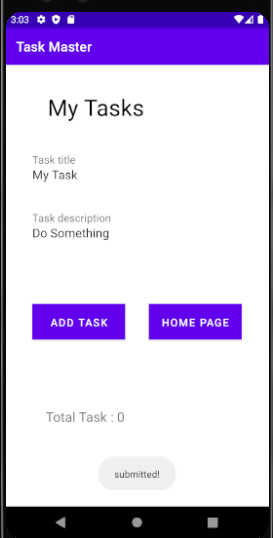 3:03
Task Master
My Tasks
Task title
My Task
Task description
Do Something
ADD TASK
HOME PAGE
Total Task : 0
submitted!